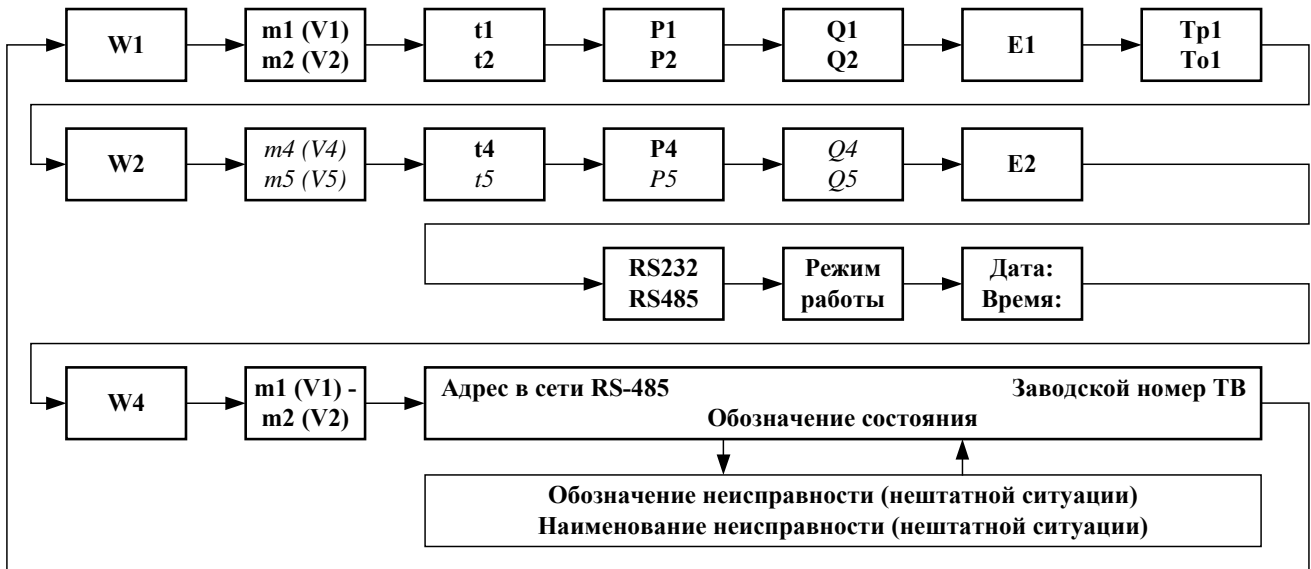 W1
m1 (V1)
m2 (V2)
t1
t2
P1
P2
Q1
Q2
E1
Тр1
То1
W2
m4 (V4)
m5 (V5)
t4
t5
P4
P5
Q4
Q5
E2
RS232
RS485
Режим
работы
Дата:
Время:
W4
m1 (V1) -
m2 (V2)
Адрес в сети RS-485 Заводской номер ТВ
Обозначение состояния
Обозначение неисправности (нештатной ситуации)
Наименование неисправности (нештатной ситуации)